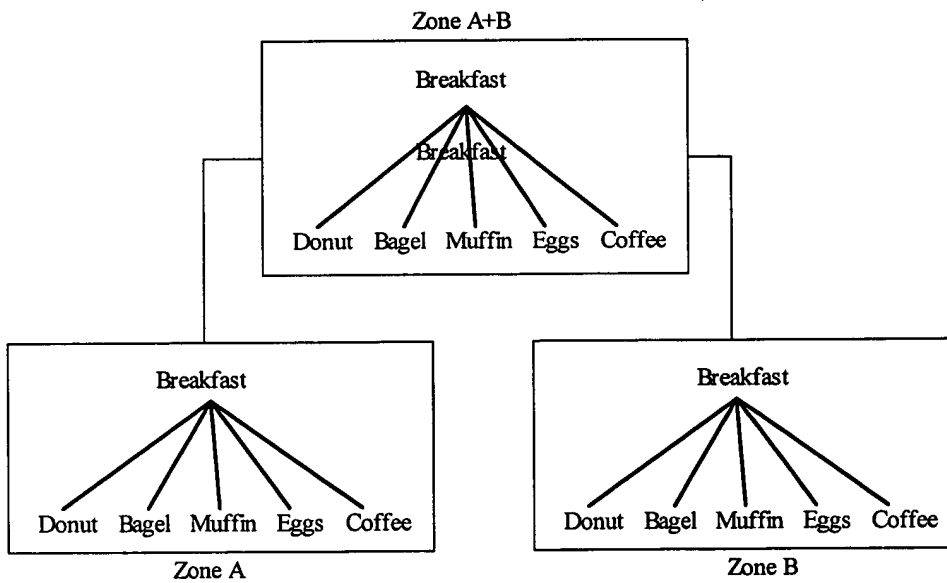 Zone A+B
Breakfast
Breakfast
Donut Bagel Muffin Eggs Coffee
Breakfast
Donut Bagel Muffin Eggs Coffee
Zone A
Breakfast
Donut Bagel Muffin Eggs Coffee
Zone B